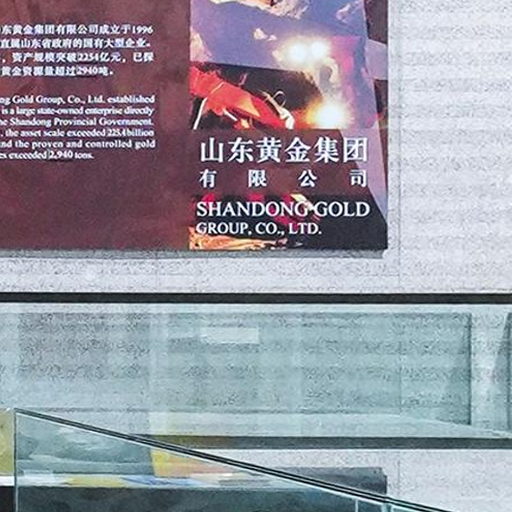 东黄金集团有限公司成立于1996
直属山东省政府的国有大型企业。
，资产规模突破2254亿元，已探
黄金资源量超过2940吨。
ng Gold Group, Co., Ltd. established
is a large state-owned enterprise directly
he Shandong Provincial Government.
, the asset scale exceeded 225.4 billion
nd the proven and controlled gold
es exceeded 2,940 tons.
山东黄金集团
有限公司
SHANDONG GOLD
GROUP, CO., LTD.